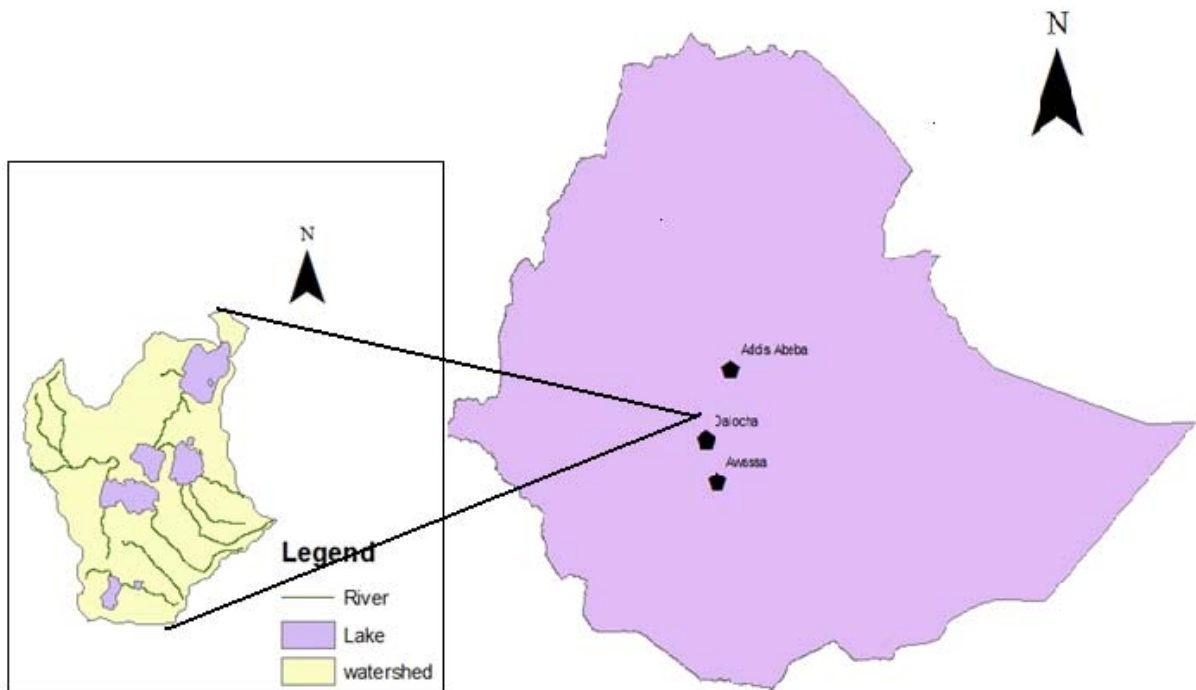 N
N
Addis Abeba
Dalocha
Awassa
Legend
River
Lake
watershed